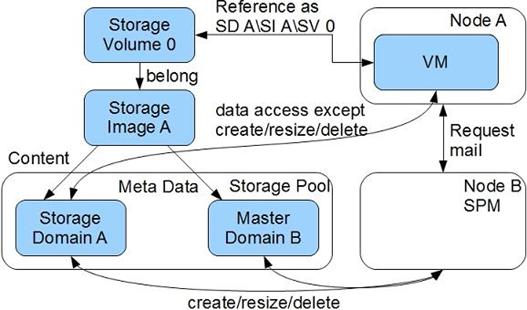 Storage
Volume 0
Reference as
SD A\SI A\SV 0
Node A
VM
belong
Storage
Image A
data access except
create/resize/delete
Request
mail
Content
Meta Data
Storage Pool
Node B
SPM
Storage
Domain A
Master
Domain B
create/resize/delete